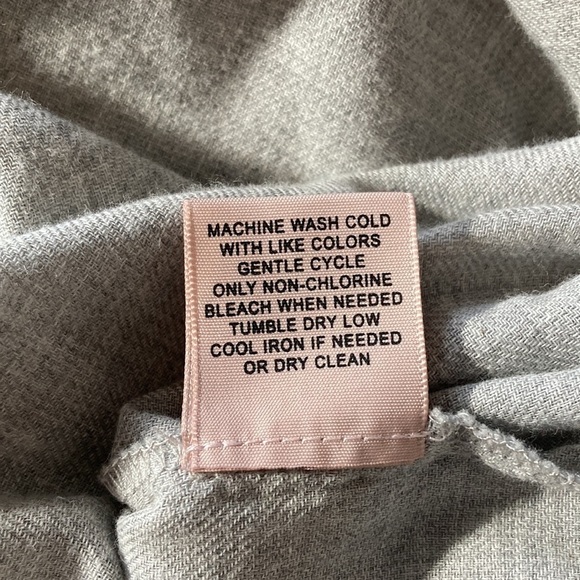 MACHINE WASH COLD
WITH LIKE COLORS
GENTLE CYCLE
ONLY NON-CHLORINE
BLEACH WHEN NEEDED
TUMBLE DRY LOW
COOL IRON IF NEEDED
OR DRY CLEAN